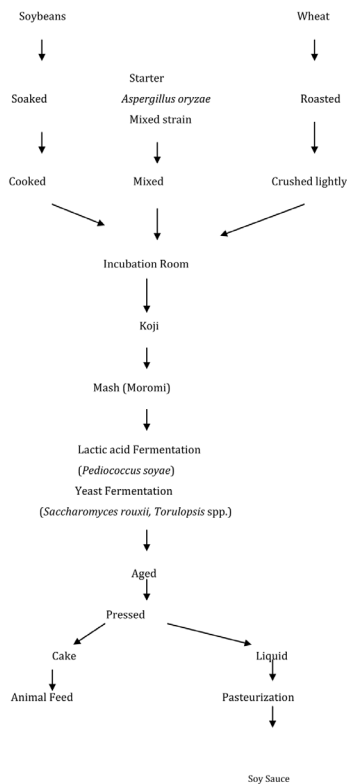 Soybeans
Wheat
Starter
Soaked
Aspergillus oryzae
Roasted
Mixed strain
Cooked
Mixed
Crushed lightly
Incubation Room
Koji
Mash (Moromi)
Lactic acid Fermentation
(Pediococcus soyae)
Yeast Fermentation
(Saccharomyces rouxii, Torulopsis spp.)
Aged
Pressed
Cake
Liquid
Animal Feed
Pasteurization
Soy Sauce